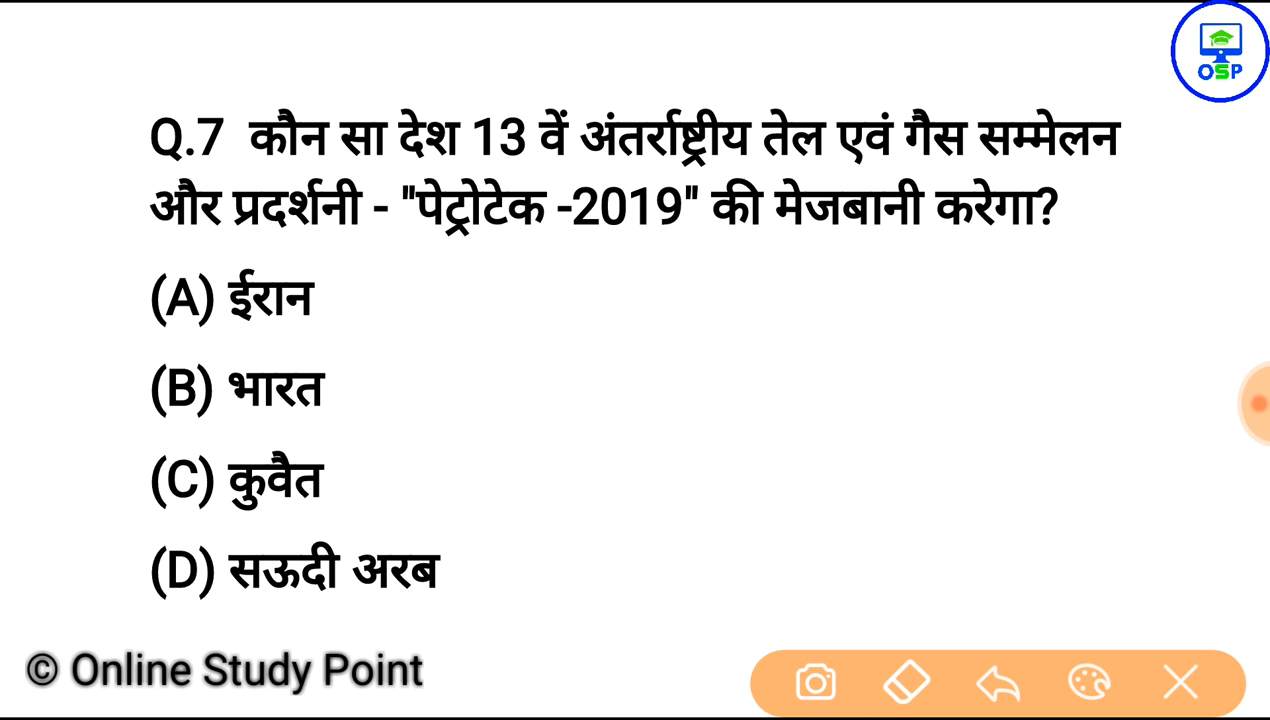 OSP
Q.7 कौन सा देश 13 वें अंतर्राष्ट्रीय तेल एवं गैस सम्मेलन
और प्रदर्शनी - "पेट्रोटेक -2019" की मेजबानी करेगा?
(A) ईरान
(B) भारत
(C) कुवैत
(D) सऊदी अरब
© Online Study Point